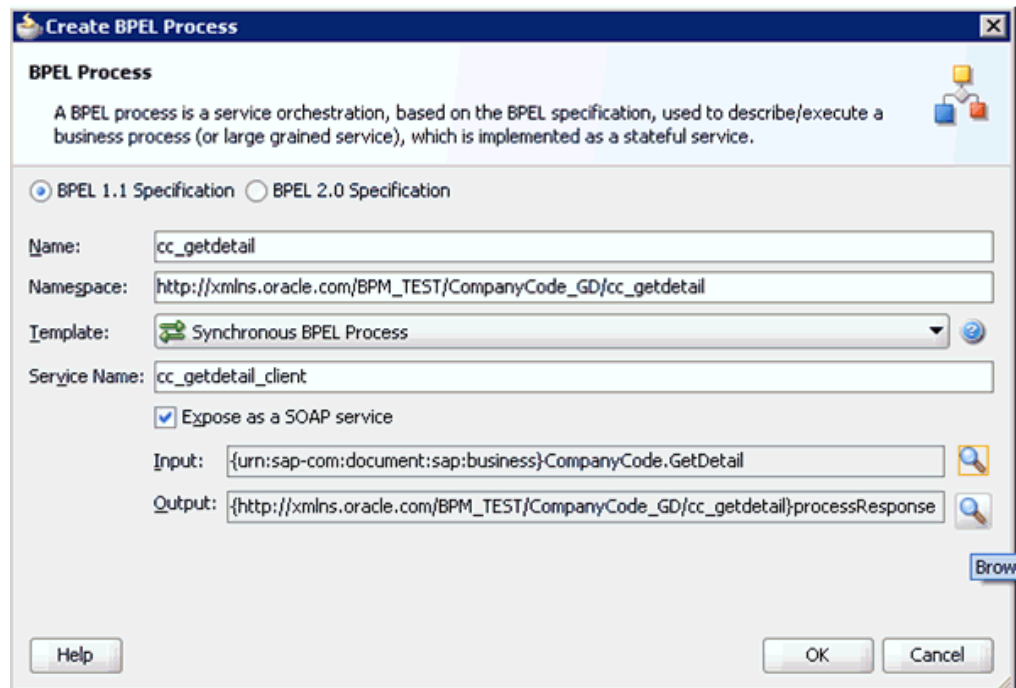 Create BPEL Process
BPEL Process
A BPEL process is a service orchestration, based on the BPEL specification, used to describe/execute a
business process (or large grained service), which is implemented as a stateful service.
BPEL 1.1 Specification BPEL 2.0 Specification
Name: cc_getdetail
Namespace: http://xmlns.oracle.com/BPM_TEST/CompanyCode_GD/cc_getdetail
Template: Synchronous BPEL Process
Service Name: cc_getdetail_client
Expose as a SOAP service
Input: {urn:sap-com:document:sap:business}CompanyCode.GetDetail
Output: {http://xmlns.oracle.com/BPM_TEST/CompanyCode_GD/cc_getdetail}processResponse
Brow
Help OK Cancel